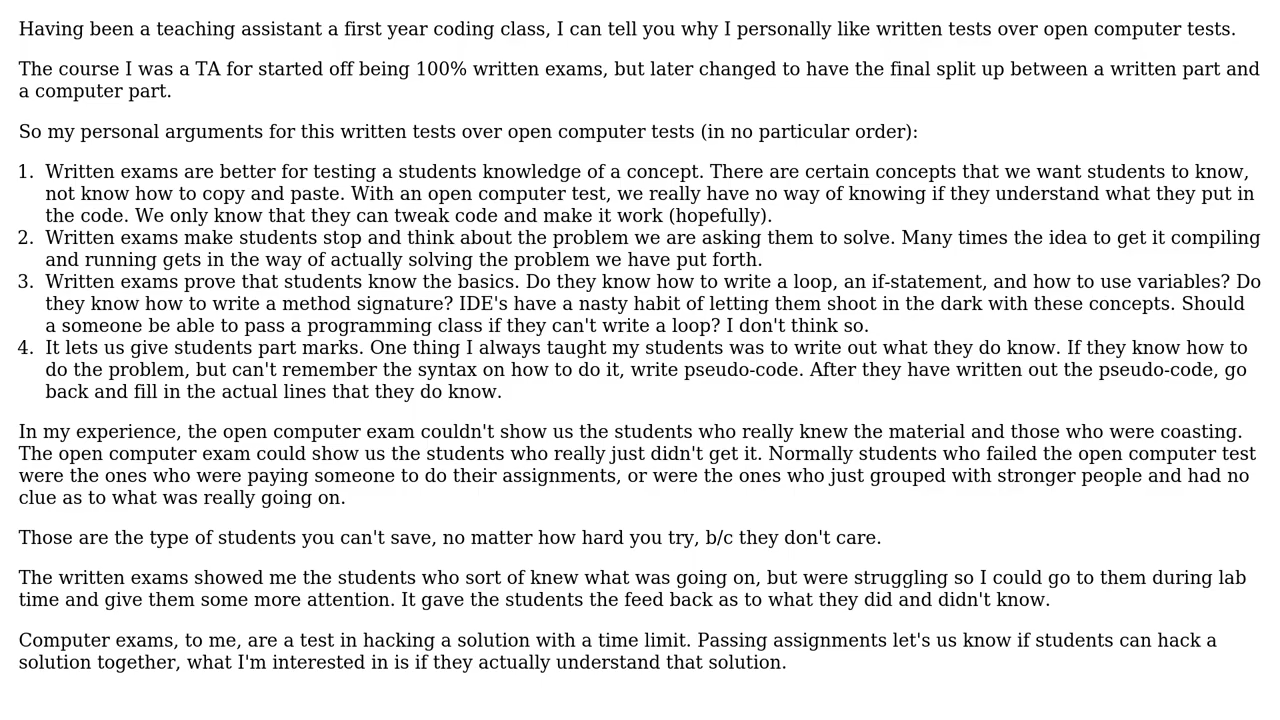 Having been a teaching assistant a first year coding class, I can tell you why I personally like written tests over open computer tests.
The course I was a TA for started off being 100% written exams, but later changed to have the final split up between a written part and
a computer part.
So my personal arguments for this written tests over open computer tests (in no particular order):
1. Written exams are better for testing a students knowledge of a concept. There are certain concepts that we want students to know,
not know how to copy and paste. With an open computer test, we really have no way of knowing if they understand what they put in
the code. We only know that they can tweak code and make it work (hopefully).
2. Written exams make students stop and think about the problem we are asking them to solve. Many times the idea to get it compiling
and running gets in the way of actually solving the problem we have put forth.
3. Written exams prove that students know the basics. Do they know how to write a loop, an if-statement, and how to use variables? Do
they know how to write a method signature? IDE's have a nasty habit of letting them shoot in the dark with these concepts. Should
a someone be able to pass a programming class if they can't write a loop? I don't think so.
4. It lets us give students part marks. One thing I always taught my students was to write out what they do know. If they know how to
do the problem, but can't remember the syntax on how to do it, write pseudo-code. After they have written out the pseudo-code, go
back and fill in the actual lines that they do know.
In my experience, the open computer exam couldn't show us the students who really knew the material and those who were coasting.
The open computer exam could show us the students who really just didn't get it. Normally students who failed the open computer test
were the ones who were paying someone to do their assignments, or were the ones who just grouped with stronger people and had no
clue as to what was really going on.
Those are the type of students you can't save, no matter how hard you try, b/c they don't care.
The written exams showed me the students who sort of knew what was going on, but were struggling so I could go to them during lab
time and give them some more attention. It gave the students the feed back as to what they did and didn't know.
Computer exams, to me, are a test in hacking a solution with a time limit. Passing assignments let's us know if students can hack a
solution together, what I'm interested in is if they actually understand that solution.